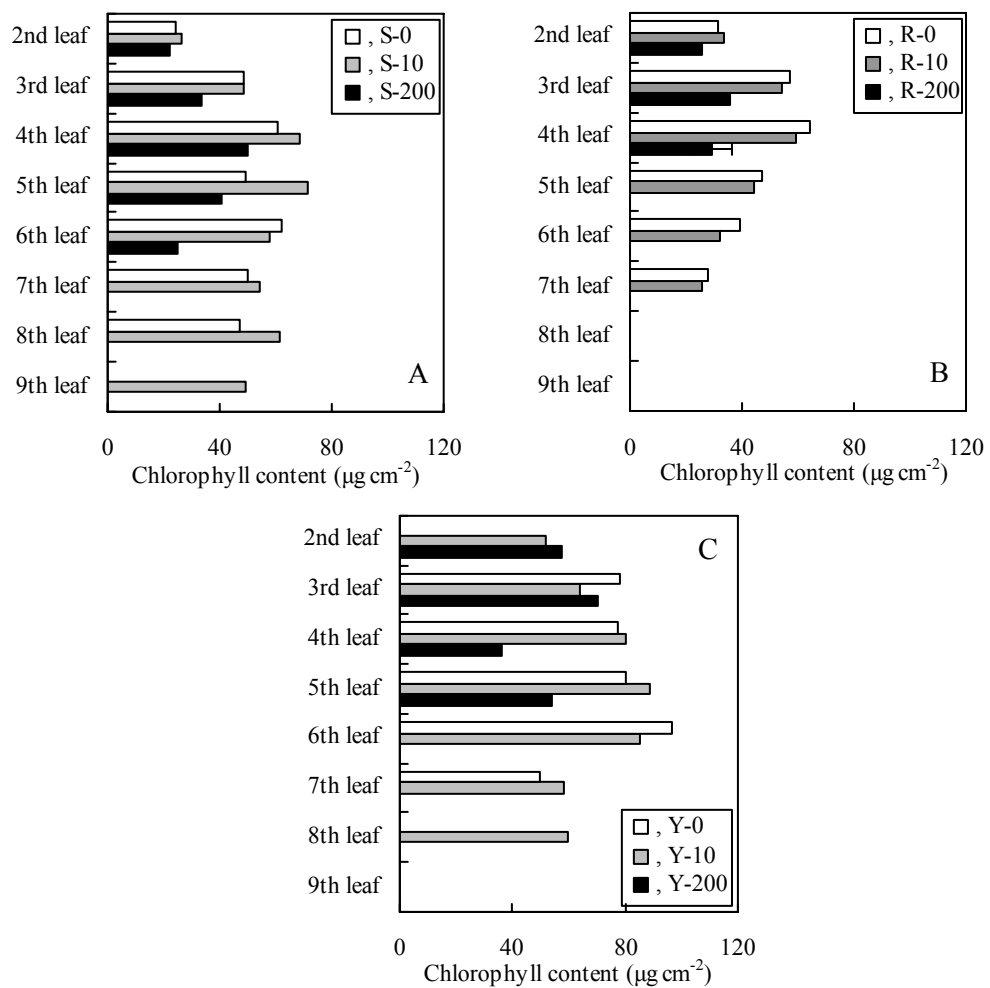 2nd leaf
3rd leaf
4th leaf
5th leaf
6th leaf
7th leaf
8th leaf
9th leaf
, S-0
, S-10
, S-200
A
0 40 80 120
Chlorophyll content (μg cm-2)
2nd leaf
3rd leaf
4th leaf
5th leaf
6th leaf
7th leaf
8th leaf
9th leaf
, R-0
, R-10
, R-200
B
0 40 80 120
Chlorophyll content (μg cm-2)
2nd leaf
3rd leaf
4th leaf
5th leaf
6th leaf
7th leaf
8th leaf
9th leaf
C
, Y-0
, Y-10
, Y-200
0 40 80 120
Chlorophyll content (μg cm-2)